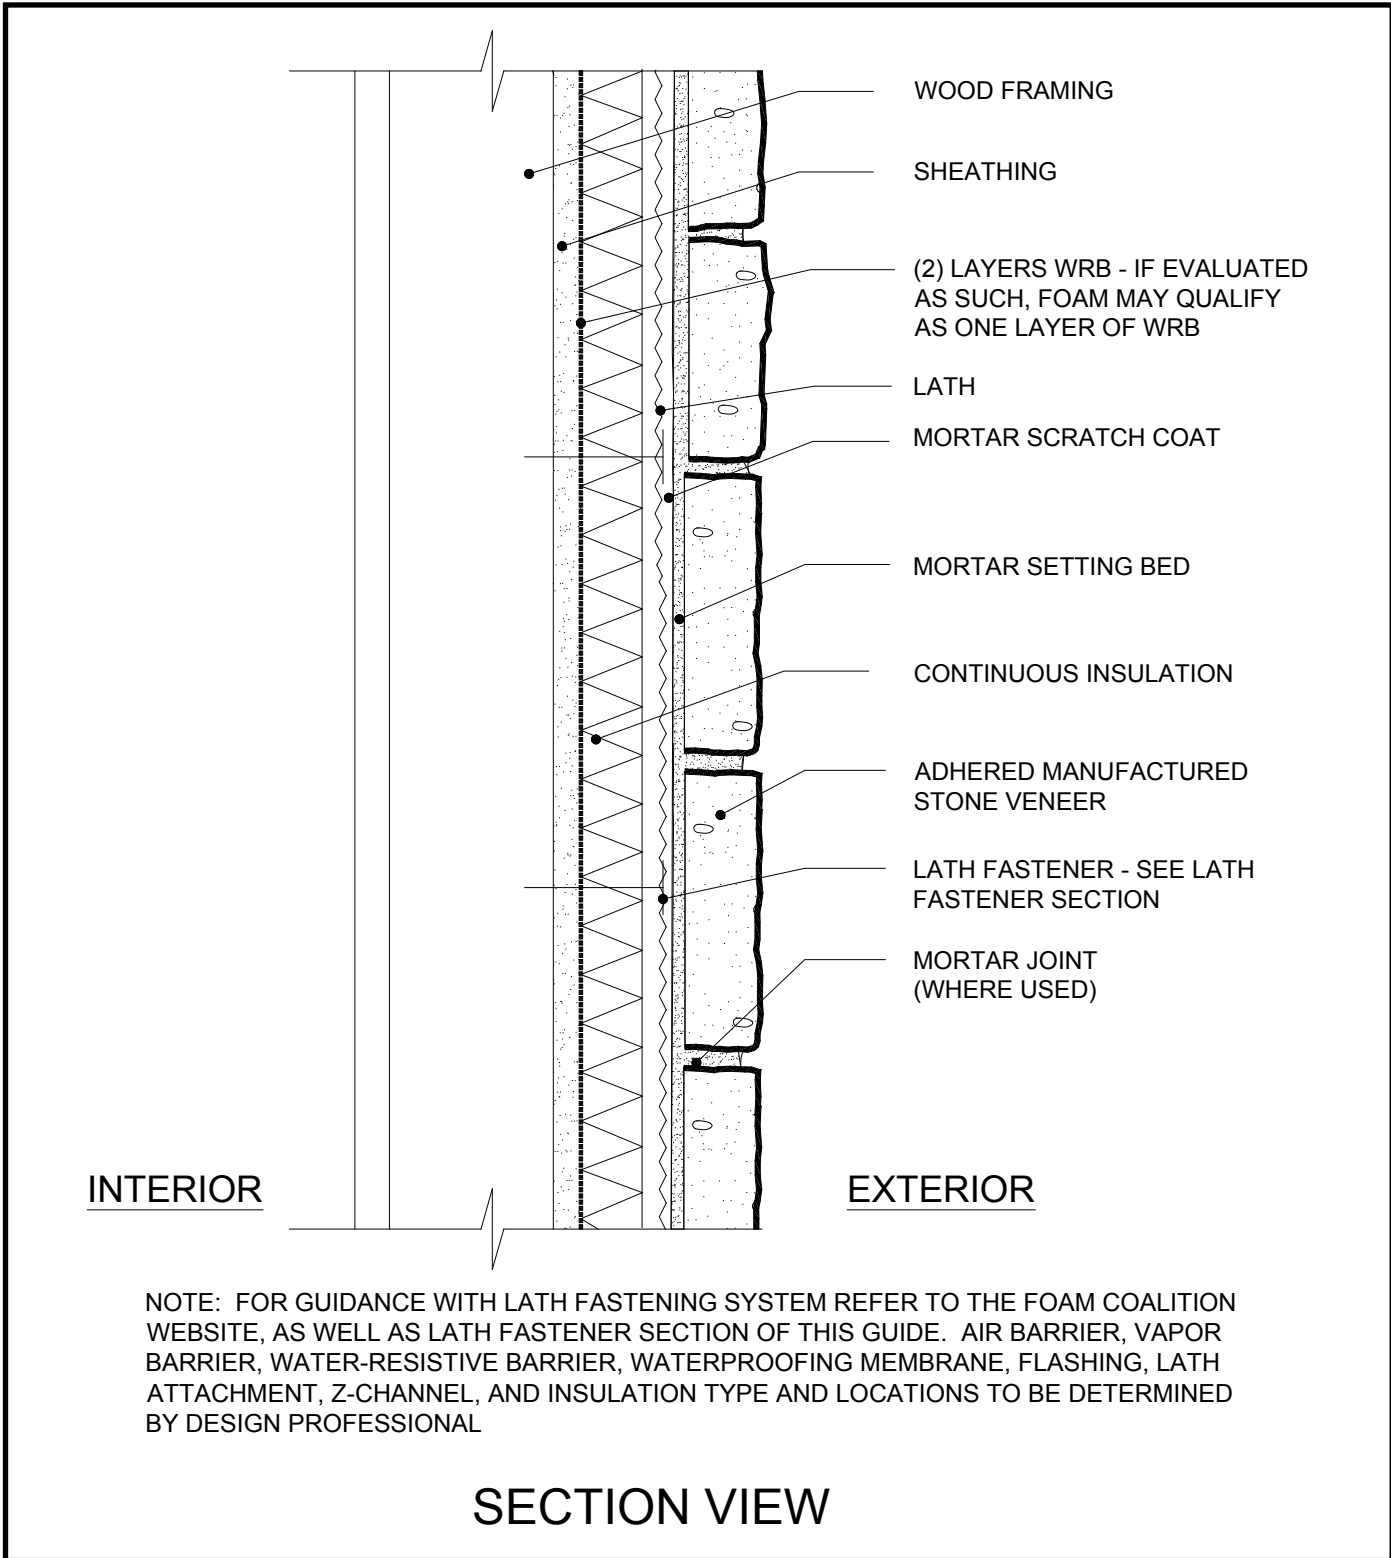 WOOD FRAMING
SHEATHING
(2) LAYERS WRB - IF EVALUATED
AS SUCH, FOAM MAY QUALIFY
AS ONE LAYER OF WRB
LATH
MORTAR SCRATCH COAT
MORTAR SETTING BED
CONTINUOUS INSULATION
ADHERED MANUFACTURED
STONE VENEER
LATH FASTENER - SEE LATH
FASTENER SECTION
MORTAR JOINT
(WHERE USED)
INTERIOR
EXTERIOR
NOTE: FOR GUIDANCE WITH LATH FASTENING SYSTEM REFER TO THE FOAM COALITION
WEBSITE, AS WELL AS LATH FASTENER SECTION OF THIS GUIDE. AIR BARRIER, VAPOR
BARRIER, WATER-RESISTIVE BARRIER, WATERPROOFING MEMBRANE, FLASHING, LATH
ATTACHMENT, Z-CHANNEL, AND INSULATION TYPE AND LOCATIONS TO BE DETERMINED
BY DESIGN PROFESSIONAL
SECTION VIEW